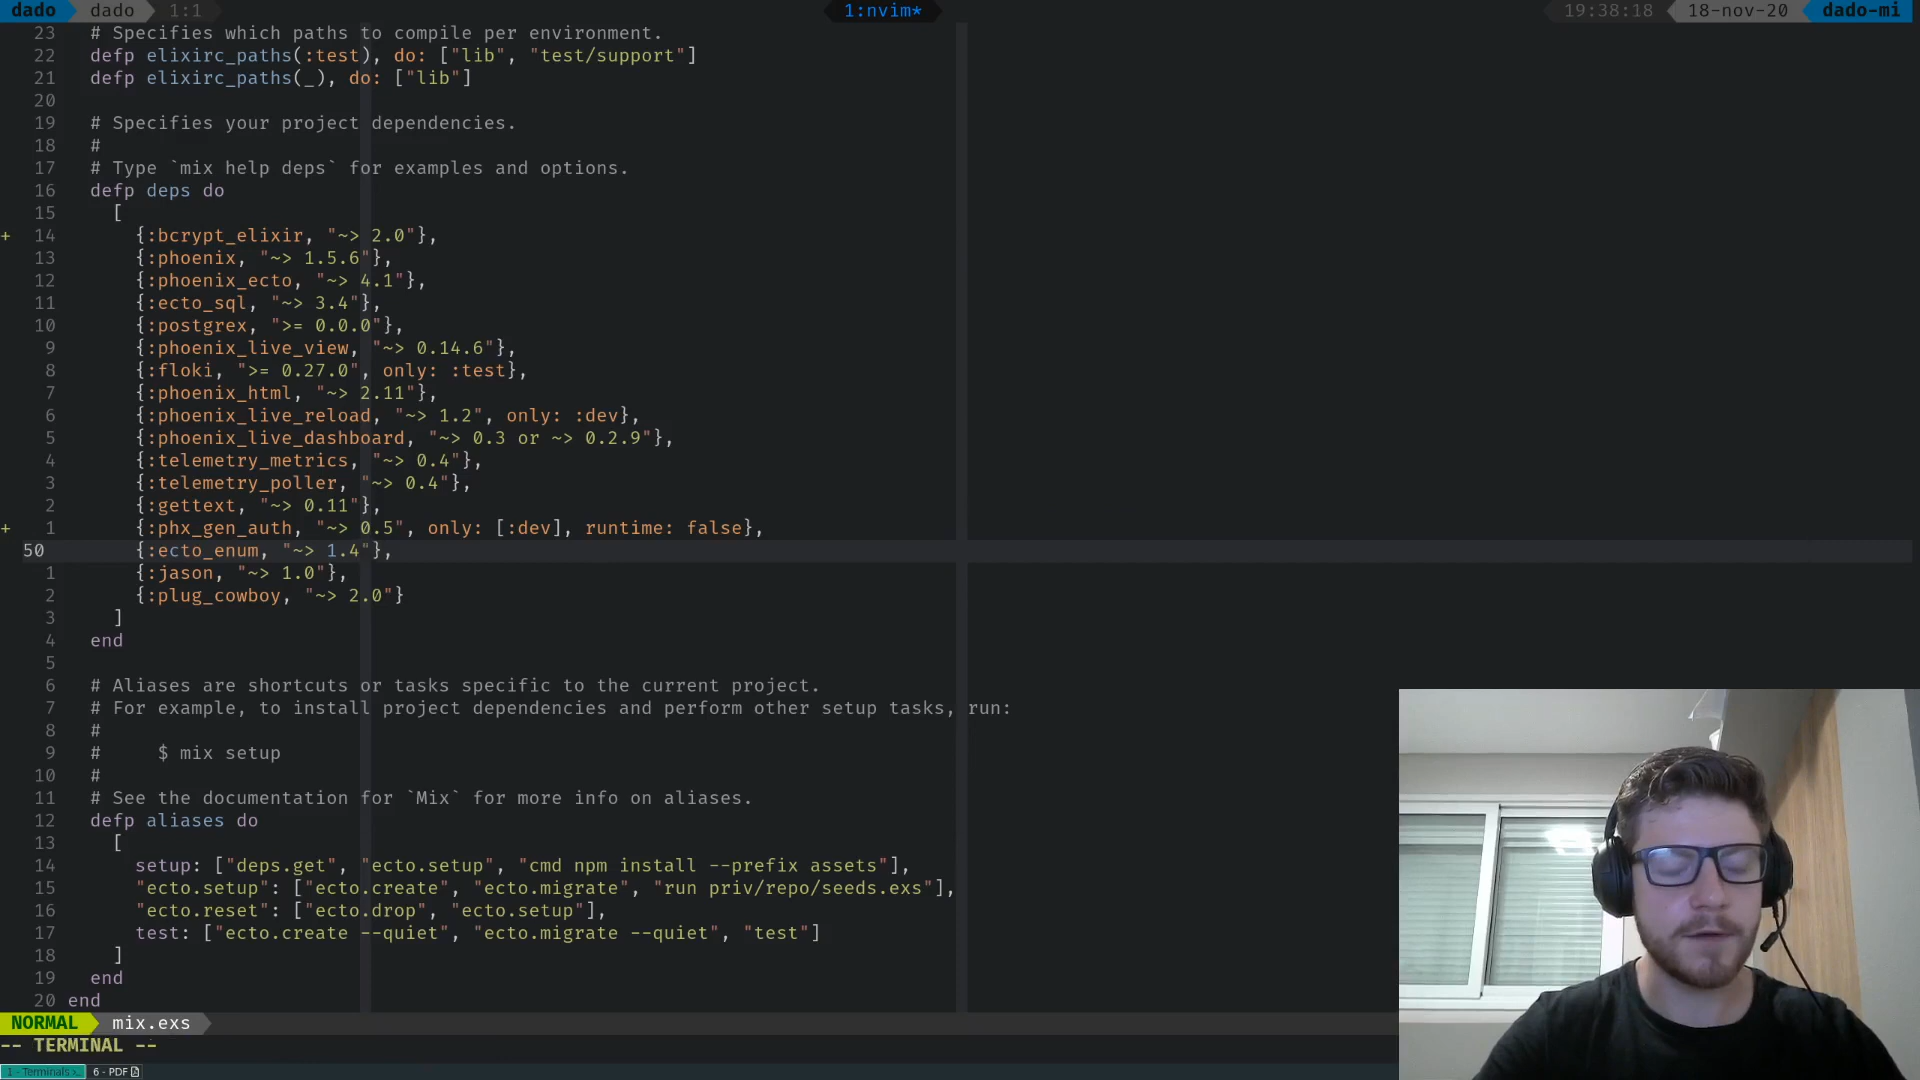 dado dado 1:1 1:nvim* 19:38:18 18-nov-20 dado-mi
23 # Specifies which paths to compile per environment.
22 defp elixirc_paths(:test), do: ["lib", "test/support"]
21 defp elixirc_paths(_), do: ["lib"]
20
19 # Specifies your project dependencies.
18 #
17 # Type `mix help deps` for examples and options.
16 defp deps do
15 [
+ 14 {:bcrypt_elixir, "~> 2.0"},
13 {:phoenix, "~> 1.5.6"},
12 {:phoenix_ecto, "~> 4.1"},
11 {:ecto_sql, "~> 3.4"},
10 {:postgrex, ">= 0.0.0"},
9 {:phoenix_live_view, "~> 0.14.6"},
8 {:floki, ">= 0.27.0", only: :test},
7 {:phoenix_html, "~> 2.11"},
6 {:phoenix_live_reload, "~> 1.2", only: :dev},
5 {:phoenix_live_dashboard, "~> 0.3 or ~> 0.2.9"},
4 {:telemetry_metrics, "~> 0.4"},
3 {:telemetry_poller, "~> 0.4"},
2 {:gettext, "~> 0.11"},
+ 1 {:phx_gen_auth, "~> 0.5", only: [:dev], runtime: false},
50 {:ecto_enum, "~> 1.4"},
1 {:jason, "~> 1.0"},
2 {:plug_cowboy, "~> 2.0"}
3 ]
4 end
5
6 # Aliases are shortcuts or tasks specific to the current project.
7 # For example, to install project dependencies and perform other setup tasks, run:
8 #
9 #     $ mix setup
10 #
11 # See the documentation for `Mix` for more info on aliases.
12 defp aliases do
13 [
14 setup: ["deps.get", "ecto.setup", "cmd npm install --prefix assets"],
15 "ecto.setup": ["ecto.create", "ecto.migrate", "run priv/repo/seeds.exs"],
16 "ecto.reset": ["ecto.drop", "ecto.setup"],
17 test: ["ecto.create --quiet", "ecto.migrate --quiet", "test"]
18 ]
19 end
20 end
NORMAL mix.exs
-- TERMINAL --
1 - Terminals 6 - PDF